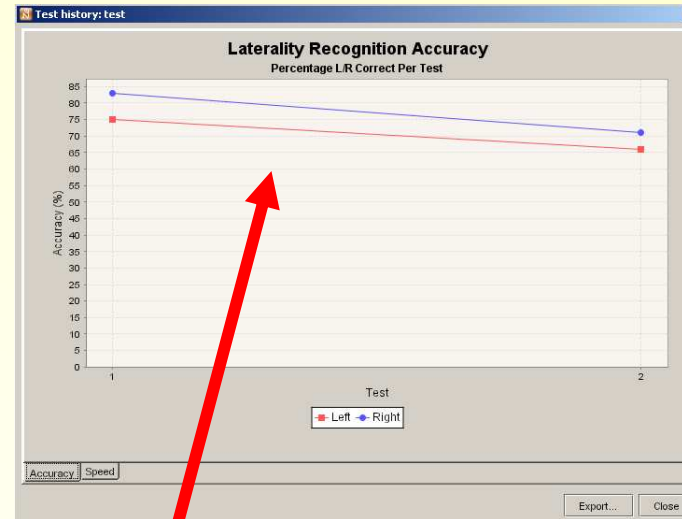 Test history: test
Laterality Recognition Accuracy
Percentage L/R Correct Per Test
85
80
75
70
65
60
55
50
45
40
35
30
25
20
15
10
5
0
Accuracy (%)
1 2
Test
Left Right
Accuracy Speed
Export... Close